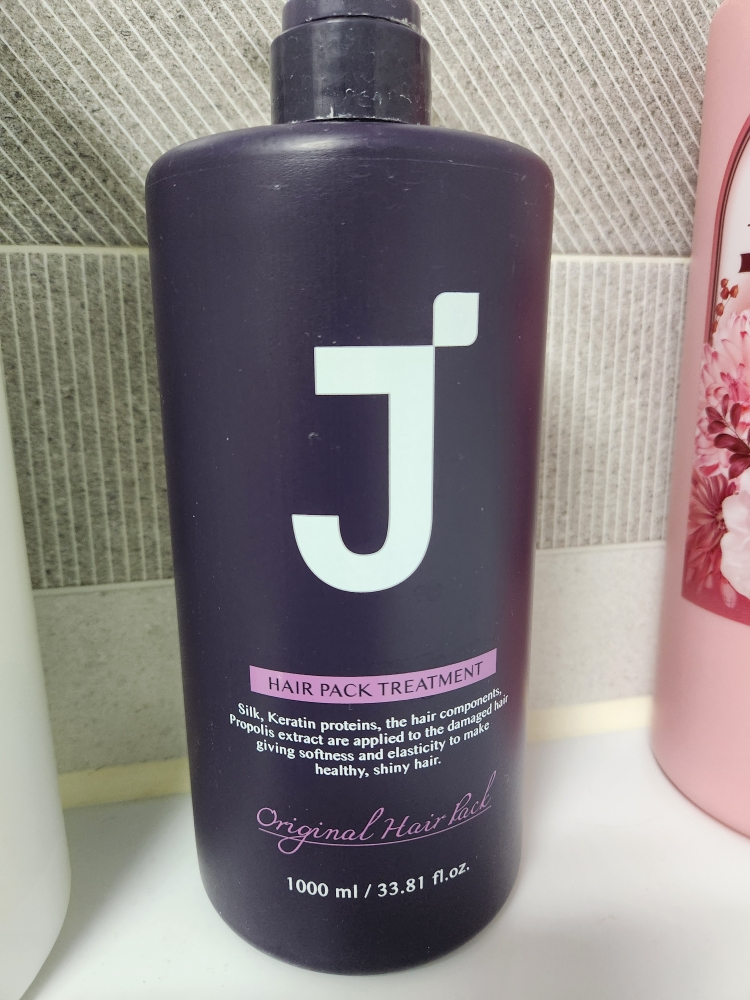 J
HAIR PACK TREATMENT
Silk, Keratin proteins, the hair components,
Propolis extract are applied to the damaged hair
giving softness and elasticity to make
healthy, shiny hair.
Original Hair Pack
1000 ml / 33.81 fl.oz.